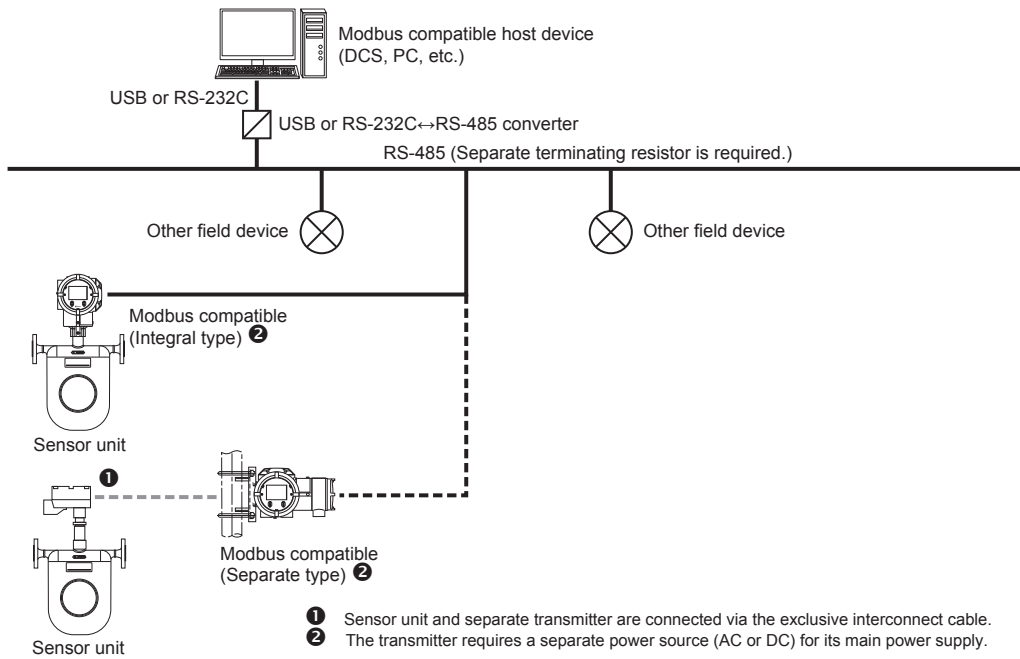 Modbus compatible host device
(DCS, PC, etc.)
USB or RS-232C
USB or RS-232C↔RS-485 converter
RS-485 (Separate terminating resistor is required.)
Other field device
Other field device
Modbus compatible
(Integral type) ❷
Sensor unit
❶
Modbus compatible
(Separate type) ❷
Sensor unit
❶ Sensor unit and separate transmitter are connected via the exclusive interconnect cable.
❷ The transmitter requires a separate power source (AC or DC) for its main power supply.